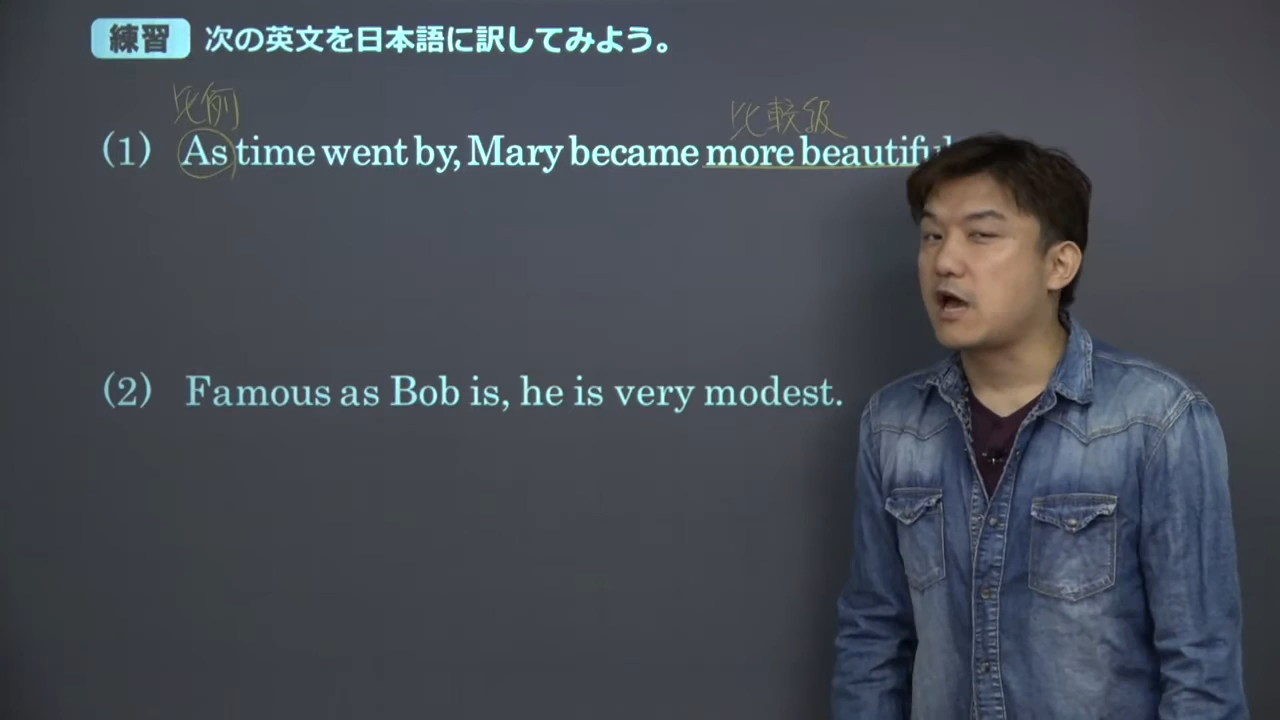 練習 次の英文を日本語に訳してみよう。
比例 比較級
(1) As time went by, Mary became more beautiful
(2) Famous as Bob is, he is very modest.